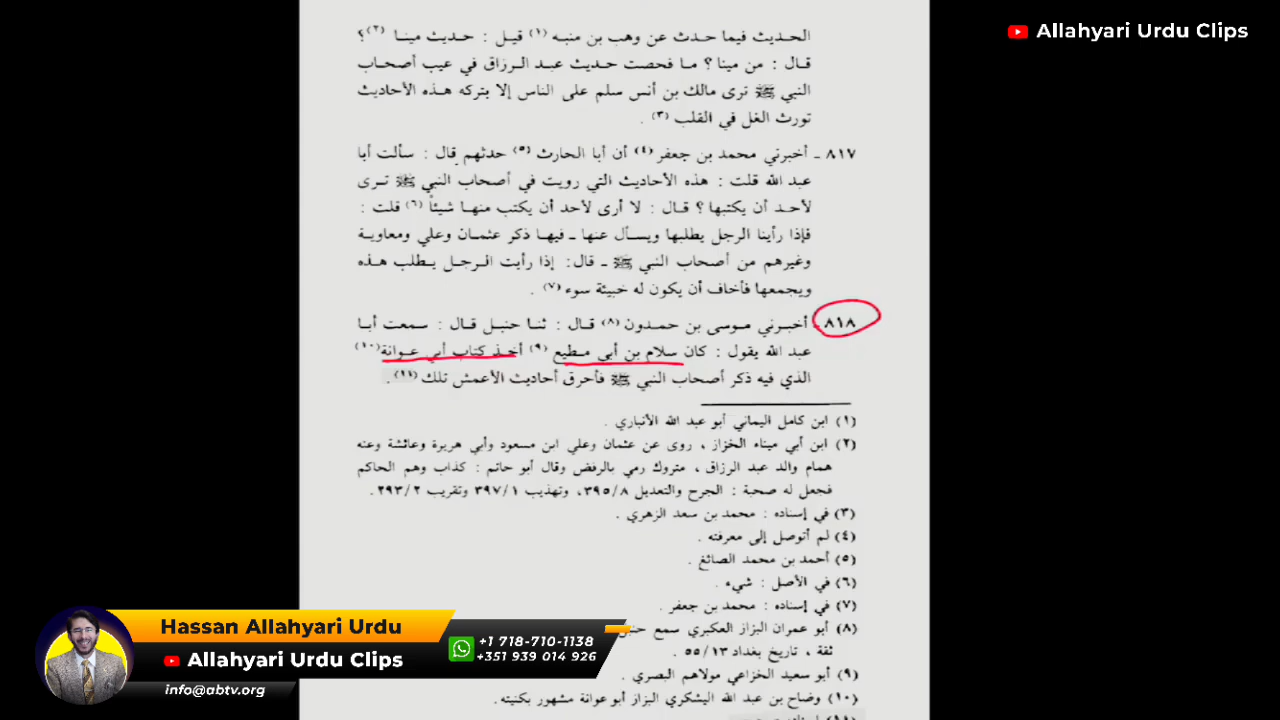 Allahyari Urdu Clips
الحديث فيما حدث عن وهب بن منبه (١) قيل : حديث مينا (٢) ؟
قال : من مينا ؟ ما فحصت حديث عبد الرزاق في عيب أصحاب
النبي ﷺ ترى مالك بن أنس سلم على الناس إلا بتركه هذه الأحاديث
تورث الغل في القلب (٣) .
٨١٧ - أخبرني محمد بن جعفر (٤) أن أبا الحارث (٥) حدثهم قال : سألت أبا
عبد الله قلت : هذه الأحاديث التي رويت في أصحاب النبي ﷺ ترى
لأحد أن يكتبها ؟ قال : لا أرى لأحد أن يكتب منها شيئاً (٦) قلت :
فإذا رأينا الرجل يطلبها ويسأل عنها ـ فيها ذكر عثمان وعلي ومعاوية
وغيرهم من أصحاب النبي ﷺ ـ قال : إذا رأيت الرجل يطلب هذه
ويجمعها فأخاف أن يكون له خبيئة سوء (٧) .
٨١٨ - أخبرني موسى بن حمدون (٨) قال : ثنا حنبل قال : سمعت أبا
عبد الله يقول : كان سلام بن أبي مطيع (٩) أخذ كتاب أبي عوانة (١٠)
الذي فيه ذكر أصحاب النبي ﷺ فأحرق أحاديث الأعمش تلك (١١) .
(١) ابن كامل اليماني أبو عبد الله الأنباري .
(٢) ابن أبي ميناء الخزاز ، روى عن عثمان وعلي ابن مسعود وأبي هريرة وعائشة وعنه
همام والد عبد الرزاق ، متروك رمي بالرفض وقال أبو حاتم : كذاب وهم الحاكم
فجعل له صحبة : الجرح والتعديل ٣٩٥/٨، وتهذيب ٣٩٧/١ وتقريب ٢٩٣/٢ .
(٣) في إسناده : محمد بن سعد الزهري .
(٤) لم أتوصل إلى معرفته .
(٥) أحمد بن محمد الصائغ .
(٦) في الأصل : شيء .
(٧) في إسناده : محمد بن جعفر .
(٨) أبو عمران البزاز العكبري سمع
ثقة ، تاريخ بغداد ٥٥/١٣ .
(٩) أبو سعيد الخزاعي مولاهم البصري .
(١٠) وضاح بن عبد الله اليشكري البزاز أبو عوانة مشهور بكنيته .
Hassan Allahyari Urdu
Allahyari Urdu Clips
info@abtv.org
+1 718-710-1138
+351 939 014 926